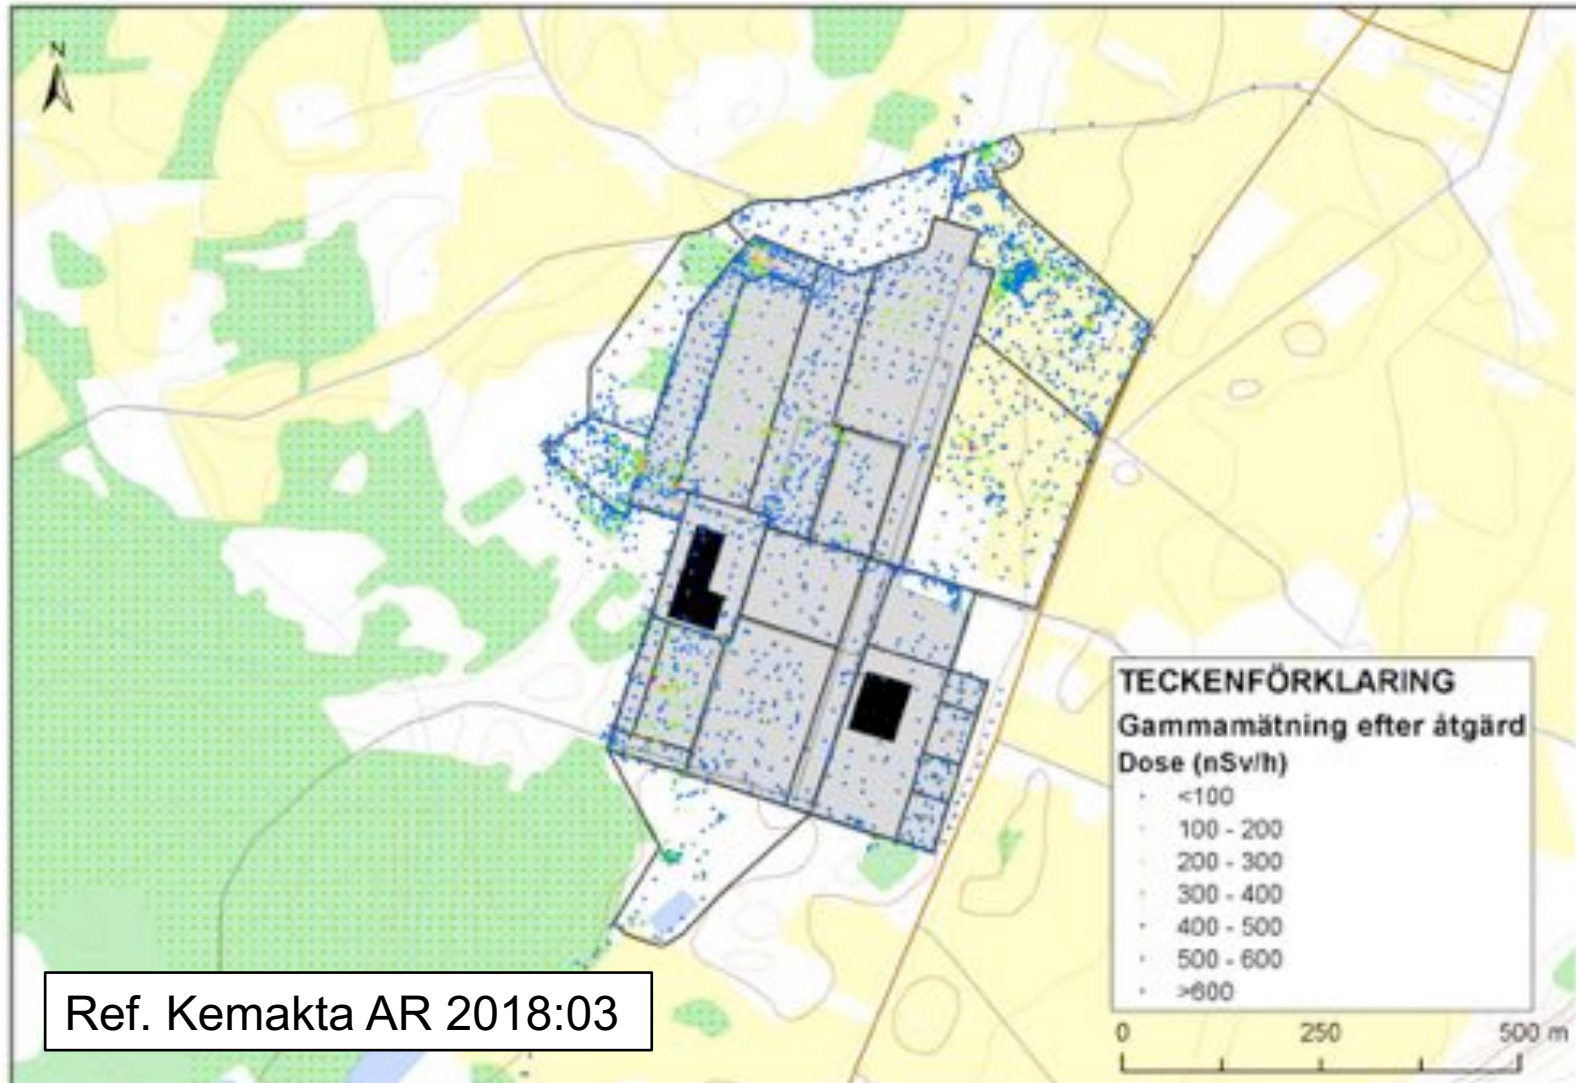 N
TECKENFÖRKLARING
Gammamätning efter åtgärd
Dose (nSv/h)
<100
100 - 200
200 - 300
300 - 400
400 - 500
500 - 600
>600
Ref. Kemakta AR 2018:03
0 250 500 m